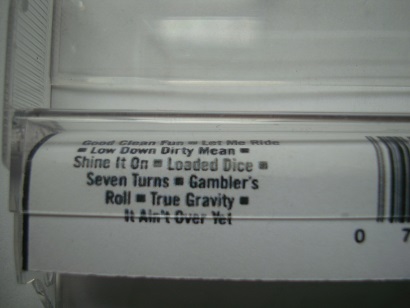 Good Clean Fun ■ Let Me Ride
■ Low Down Dirty Mean ■
Shine It On ■ Loaded Dice ■
Seven Turns ■ Gambler's
Roll ■ True Gravity ■
It Ain't Over Yet
0 7